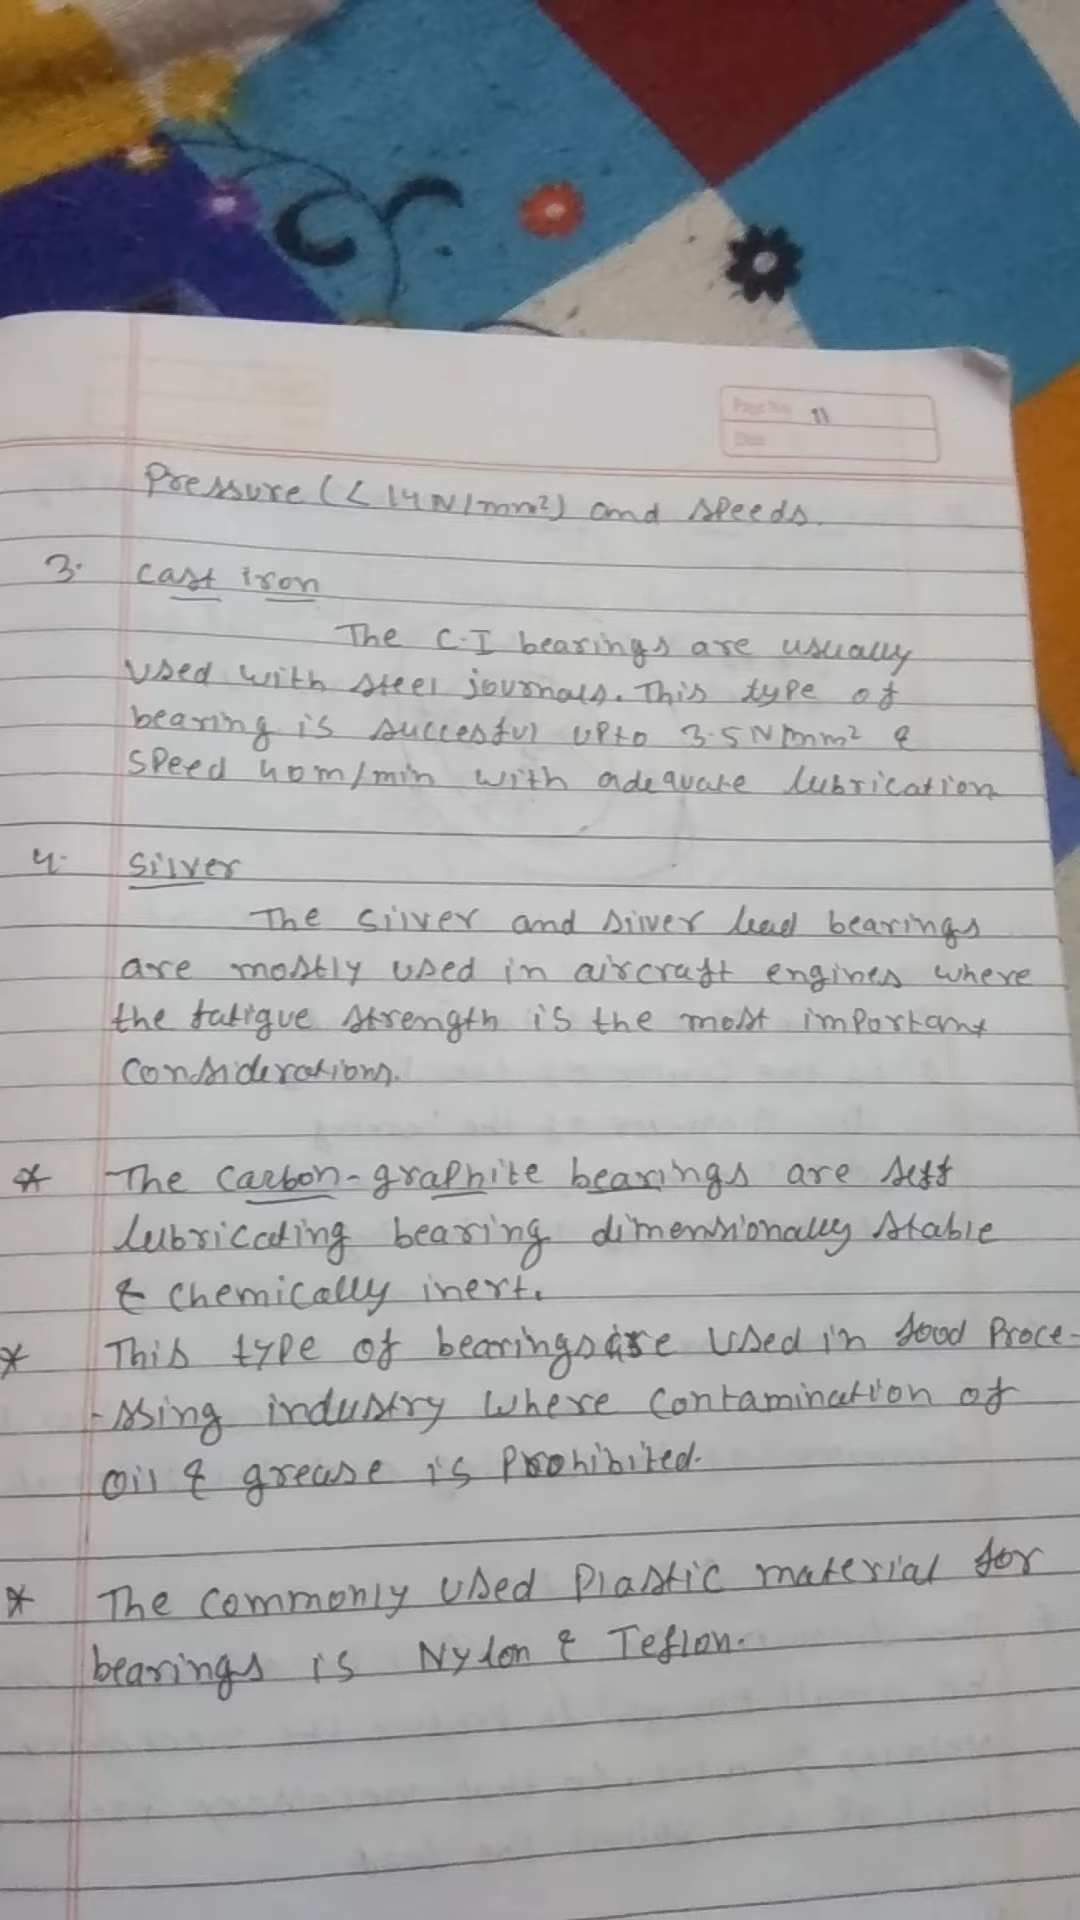 Page No. 11
Date
Pressure (< 14 N/mm²) and speeds.
3. Cast iron
The C.I bearings are usually
used with steel journals. This type of
bearing is succesful upto 3.5 N/mm² &
speed 40m/min with adequate lubrication
4. Silver
The silver and silver lead bearings
are mostly used in aircraft engines where
the fatigue strength is the most important
considerations.
* The carbon-graphite bearings are self
lubricating bearing dimensionally stable
& chemically inert.
* This type of bearings are used in food proce-
-ssing industry where contamination of
oil & grease is prohibited.
* The commonly used plastic material for
bearings is Nylon & Teflon.